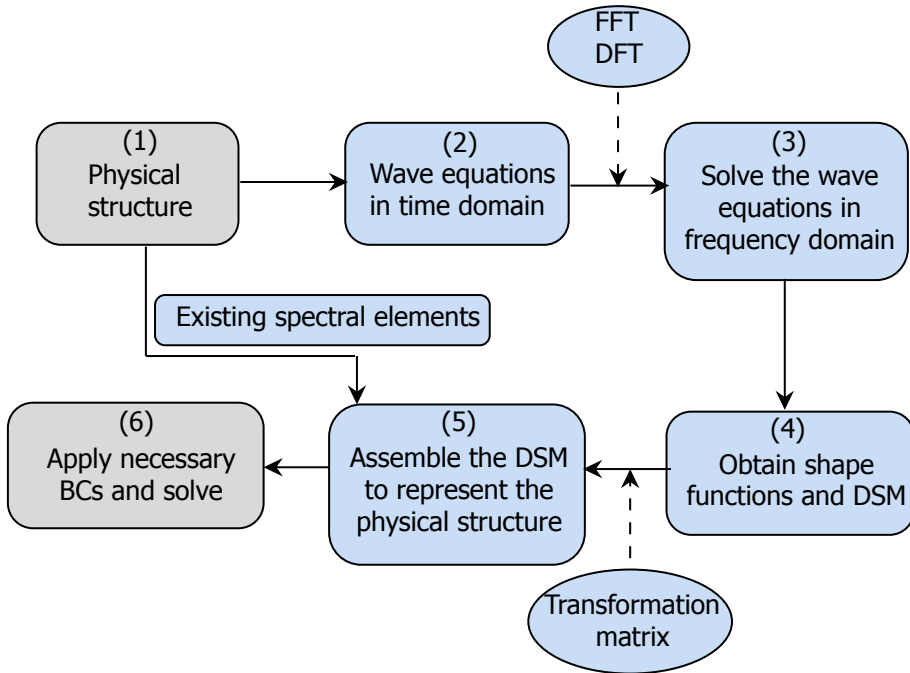 FFT
DFT
(1)
Physical
structure
(2)
Wave equations
in time domain
(3)
Solve the wave
equations in
frequency domain
Existing spectral elements
(6)
Apply necessary
BCs and solve
(5)
Assemble the DSM
to represent the
physical structure
(4)
Obtain shape
functions and DSM
Transformation
matrix